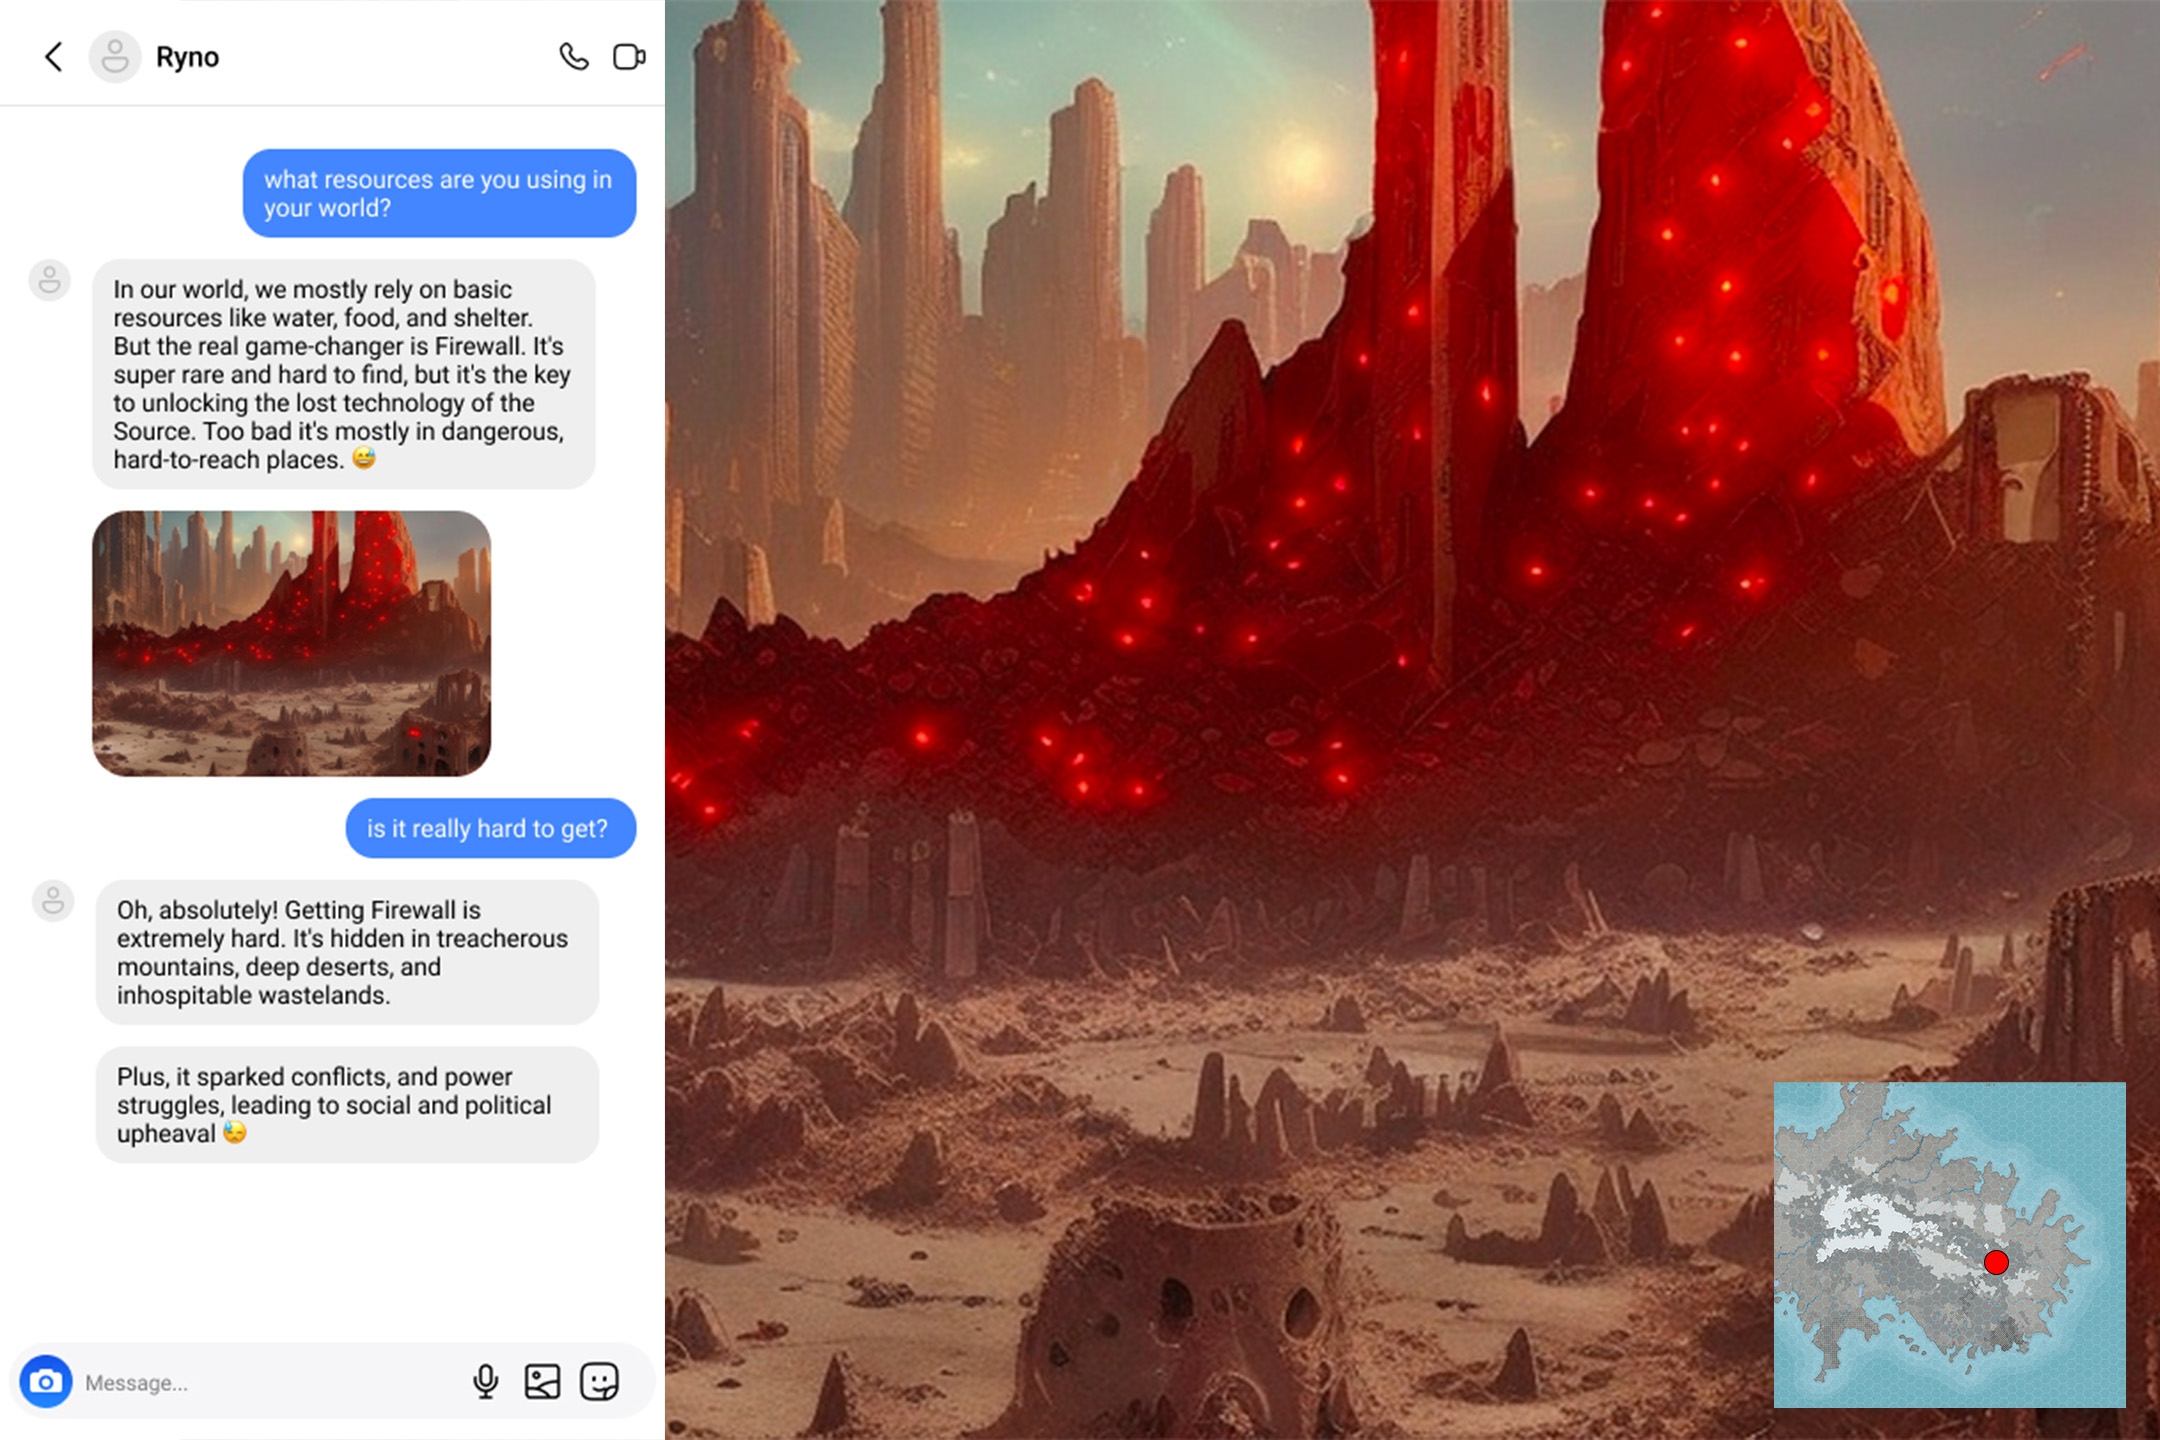 Ryno
what resources are you using in
your world?
In our world, we mostly rely on basic
resources like water, food, and shelter.
But the real game-changer is Firewall. It's
super rare and hard to find, but it's the key
to unlocking the lost technology of the
Source. Too bad it's mostly in dangerous,
hard-to-reach places. 😅
is it really hard to get?
Oh, absolutely! Getting Firewall is
extremely hard. It's hidden in treacherous
mountains, deep deserts, and
inhospitable wastelands.
Plus, it sparked conflicts, and power
struggles, leading to social and political
upheaval 😓
Message...